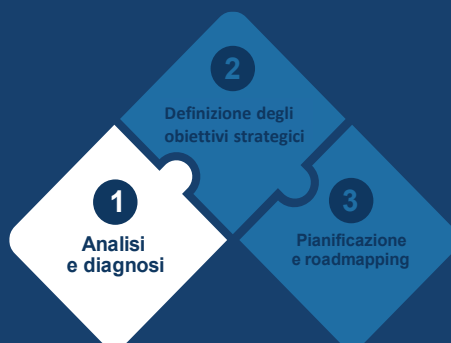 1
Analisi
e diagnosi
2
Definizione degli
obiettivi strategici
3
Pianificazione
e roadmapping